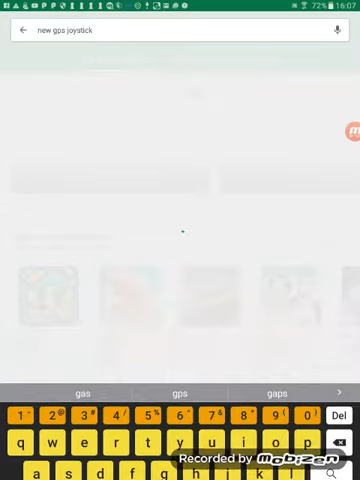 72% 16:07
new gps joystick
gas gps gaps
1 - 2 @ 3 # 4 / 5 % 6 ^ 7 & 8 * 9 ( 0 ) Del
q w e r t y u i o p
a s d f g h j k l
Recorded by Mobizen